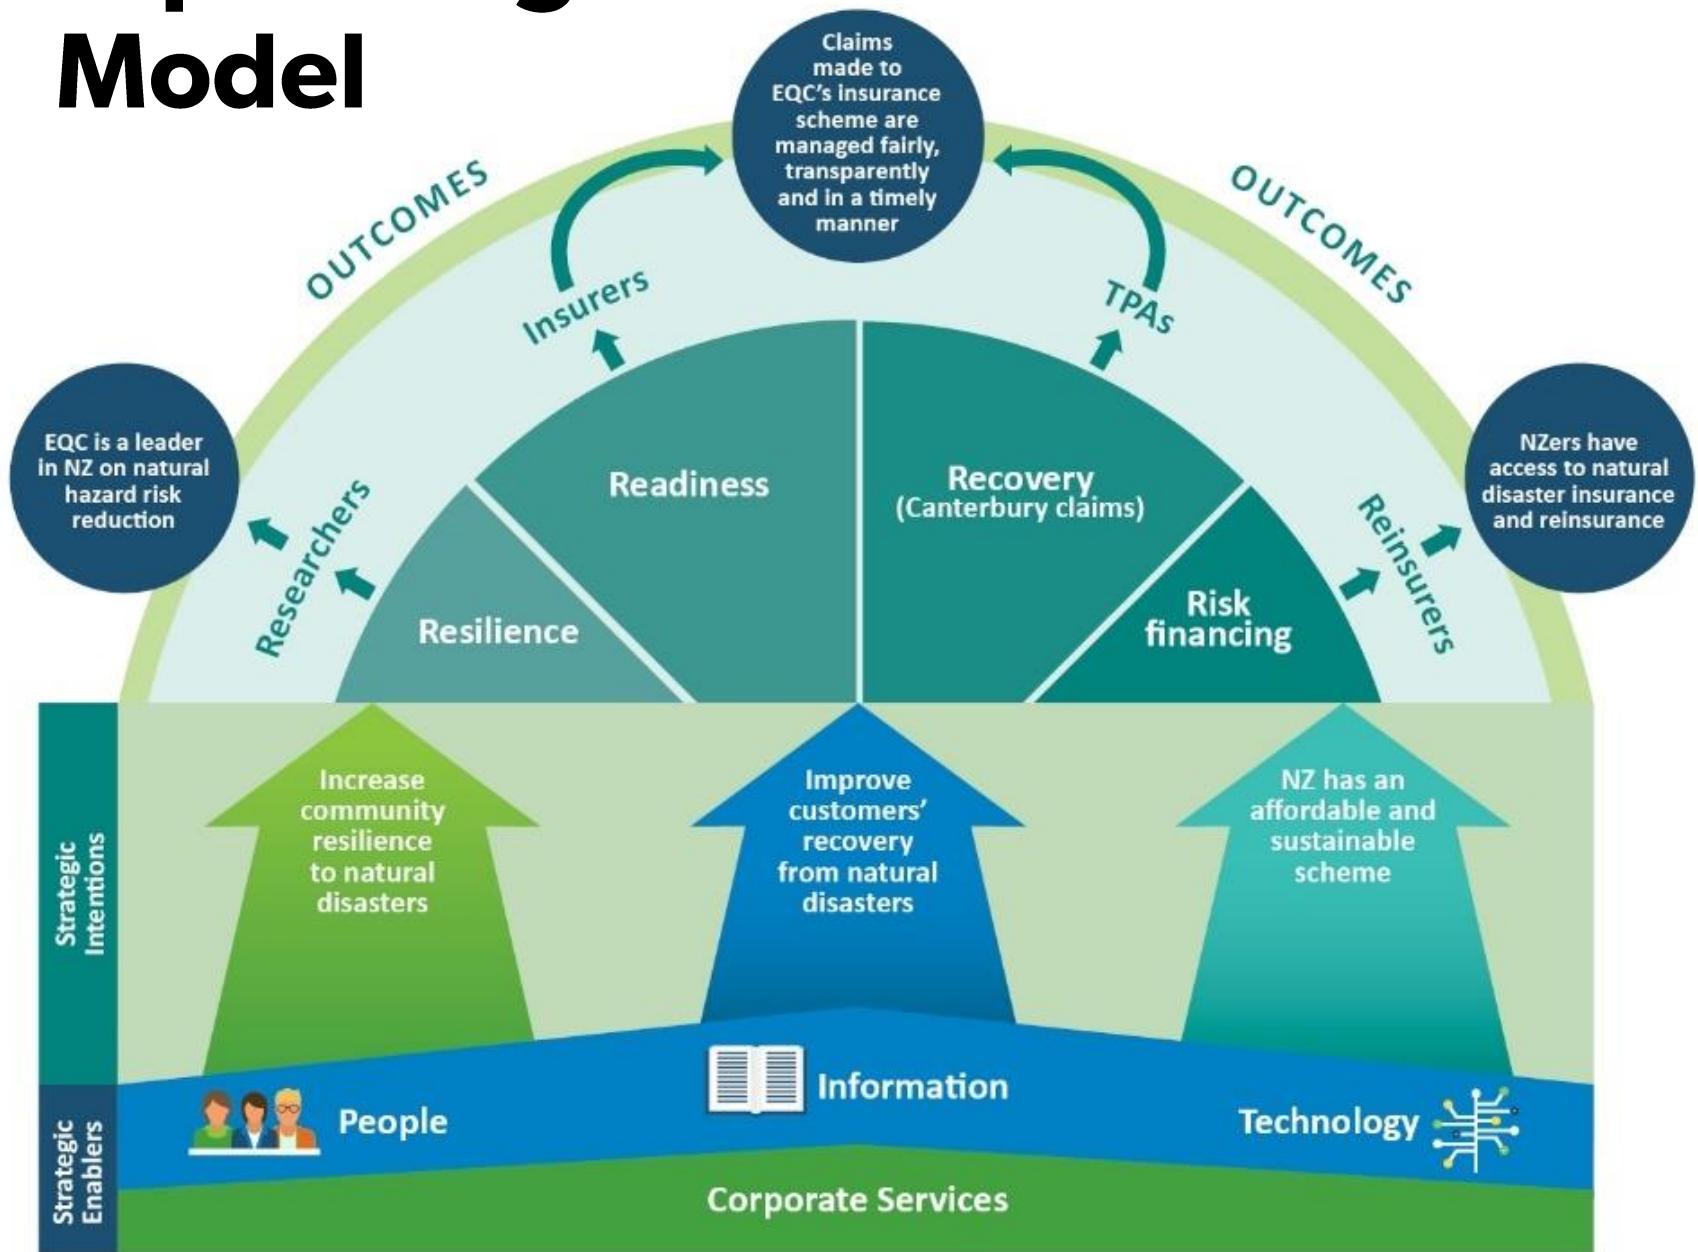 Model
Claims
made to
EQC's insurance
scheme are
managed fairly,
transparently
and in a timely
manner
OUTCOMES
OUTCOMES
Insurers
TPAs
EQC is a leader
in NZ on natural
hazard risk
reduction
NZers have
access to natural
disaster insurance
and reinsurance
Researchers
Reinsurers
Readiness
Recovery
(Canterbury claims)
Resilience
Risk
financing
Strategic
Intentions
Increase
community
resilience
to natural
disasters
Improve
customers'
recovery
from natural
disasters
NZ has an
affordable and
sustainable
scheme
Strategic
Enablers
People
Information
Technology
Corporate Services